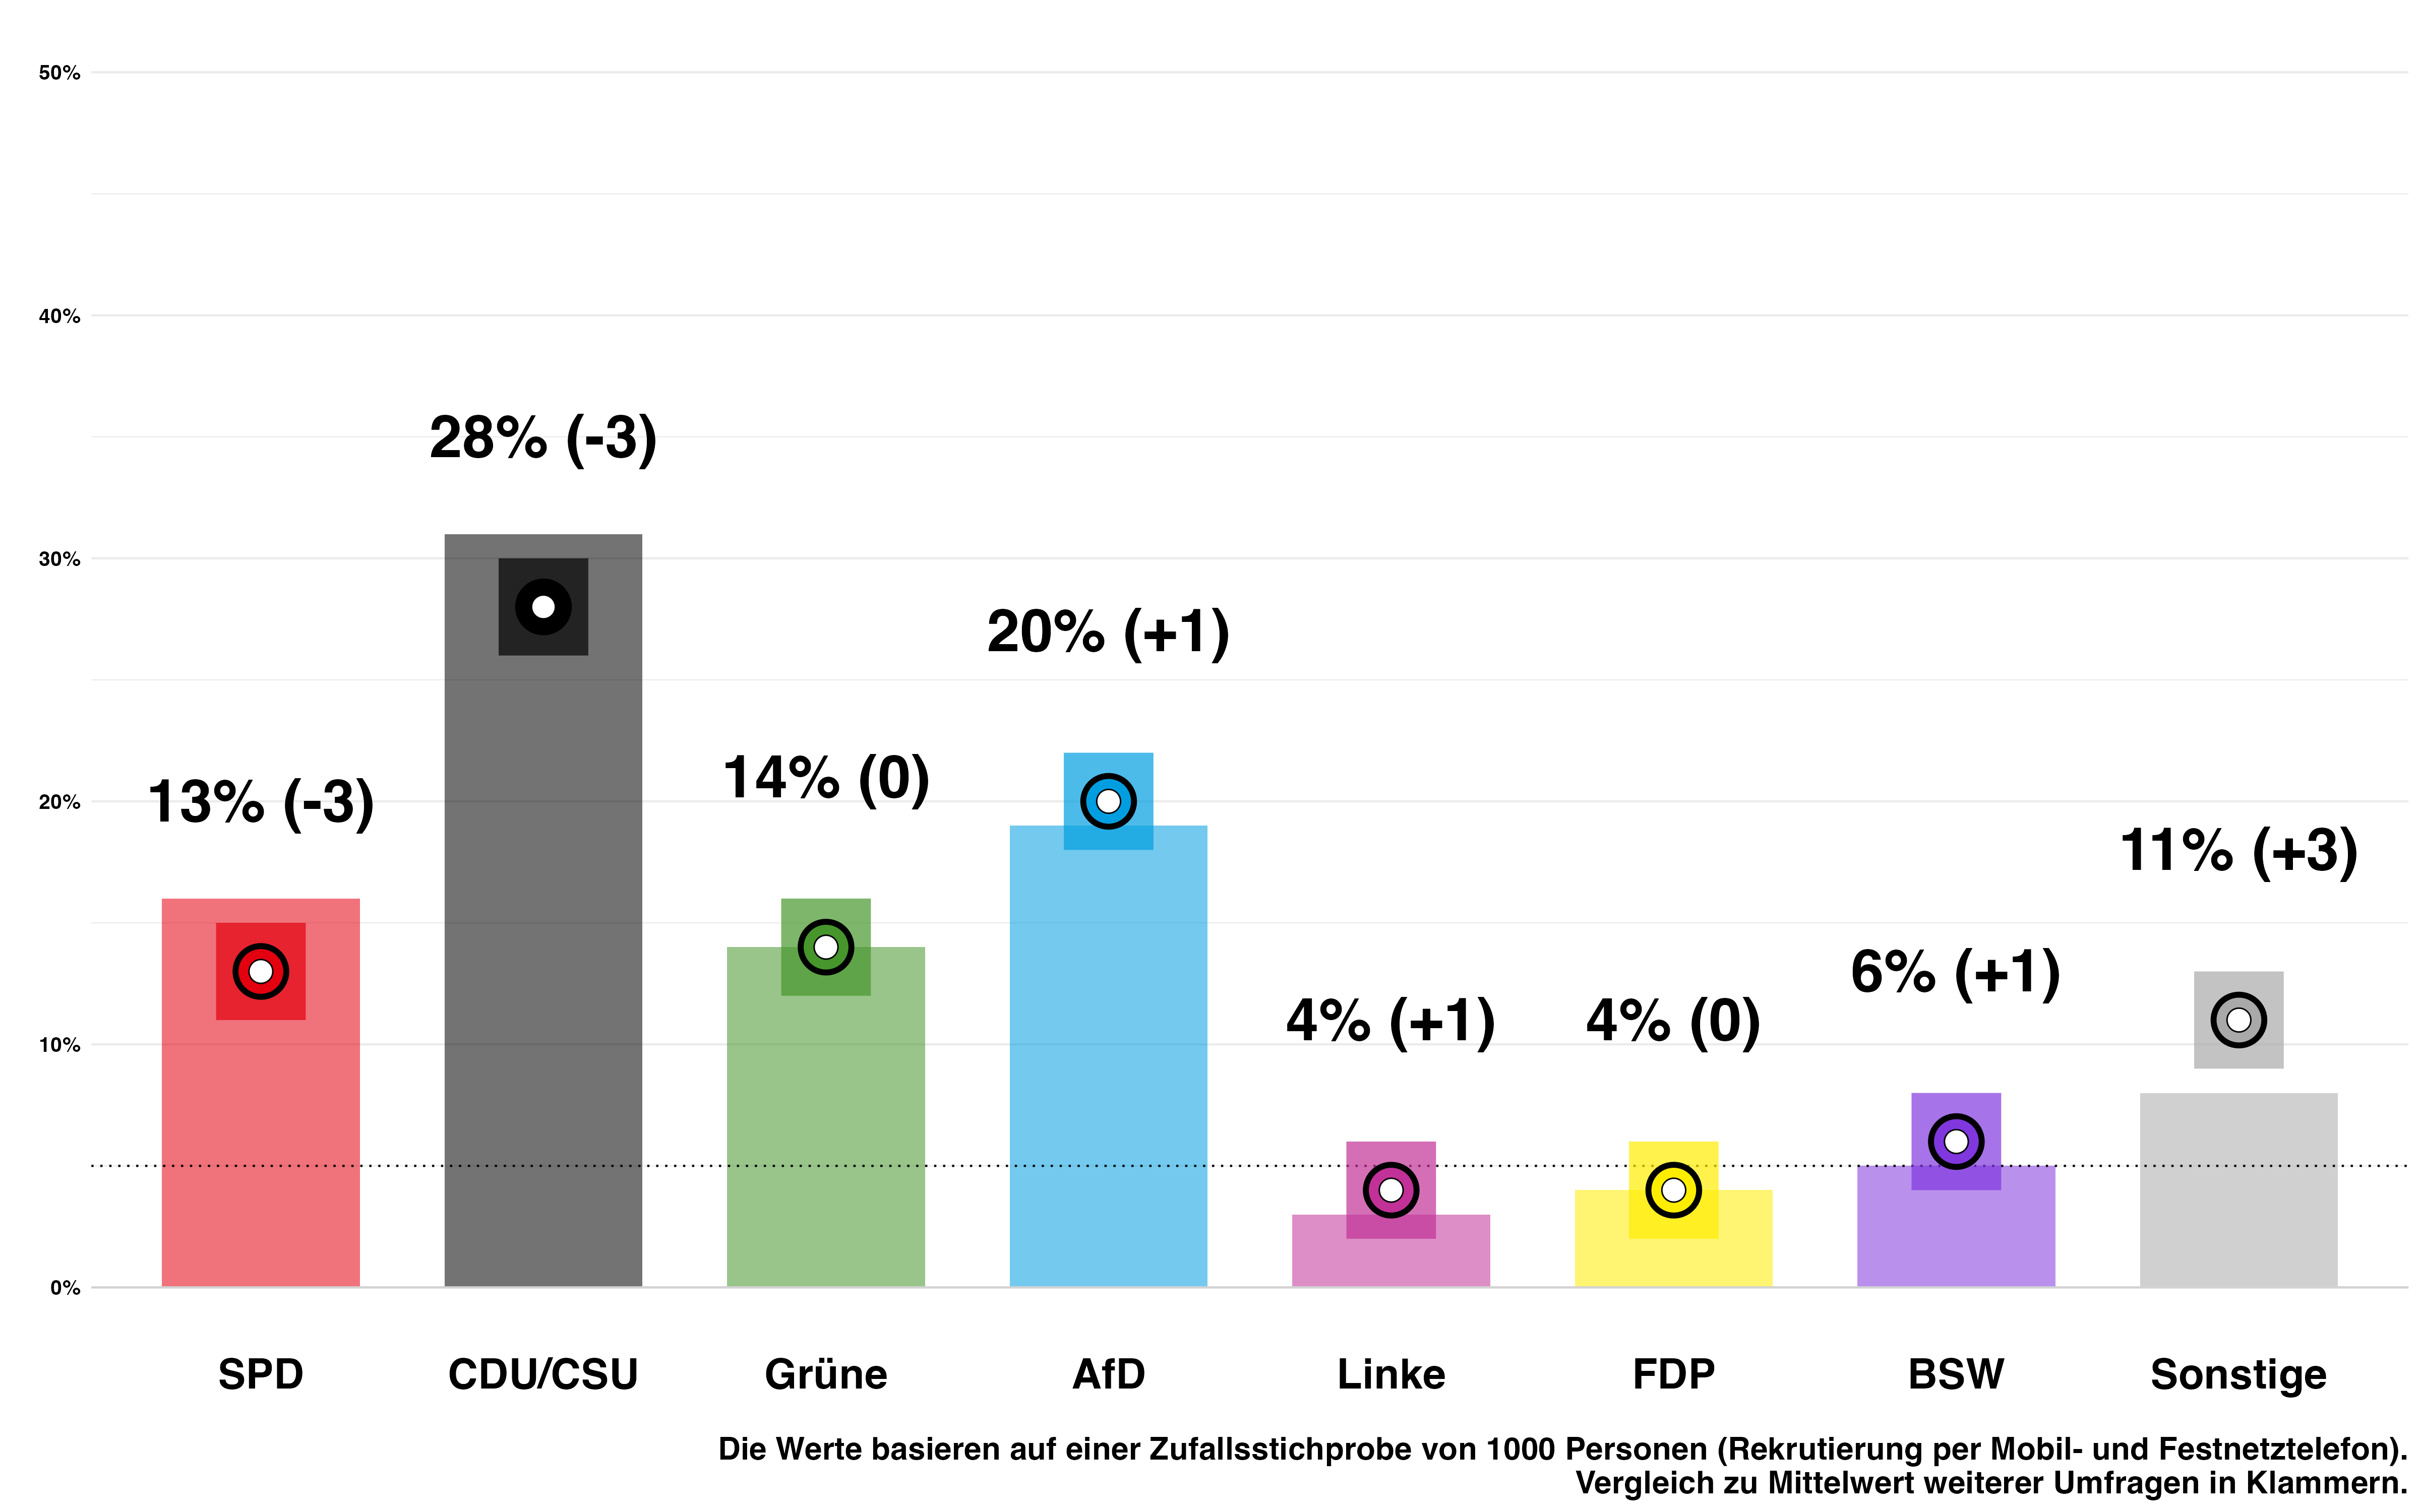 50%
40%
30%
20%
10%
0%
13% (-3)
28% (-3)
14% (0)
20% (+1)
4% (+1)
4% (0)
6% (+1)
11% (+3)
SPD
CDU/CSU
Grüne
AfD
Linke
FDP
BSW
Sonstige
Die Werte basieren auf einer Zufallsstichprobe von 1000 Personen (Rekrutierung per Mobil- und Festnetztelefon).
Vergleich zu Mittelwert weiterer Umfragen in Klammern.